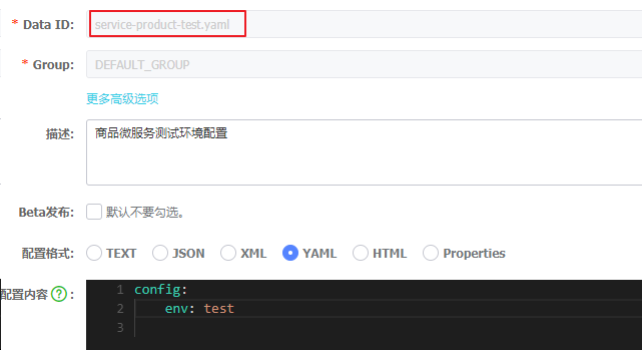 * Data ID: service-product-test.yaml
* Group: DEFAULT_GROUP
更多高级选项
描述: 商品微服务测试环境配置
Beta发布: 默认不要勾选。
配置格式: TEXT JSON XML YAML HTML Properties
配置内容 ? : 1 config:
2 env: test
3